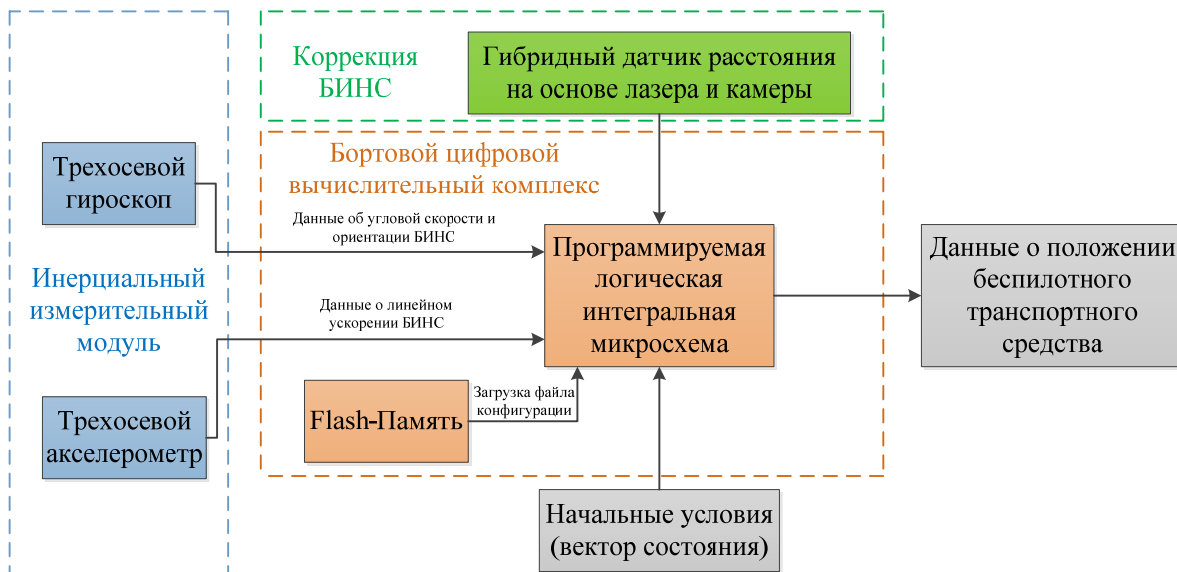 Коррекция
БИНС
Гибридный датчик расстояния
на основе лазера и камеры
Трехосевой
гироскоп
Бортовой цифровой
вычислительный комплекс
Данные об угловой скорости и
ориентации БИНС
Инерциальный
измерительный
модуль
Данные о линейном
ускорении БИНС
Программируемая
логическая
интегральная
микросхема
Данные о положении
беспилотного
транспортного
средства
Трехосевой
акселерометр
Flash-Память
Загрузка файла
конфигурации
Начальные условия
(вектор состояния)